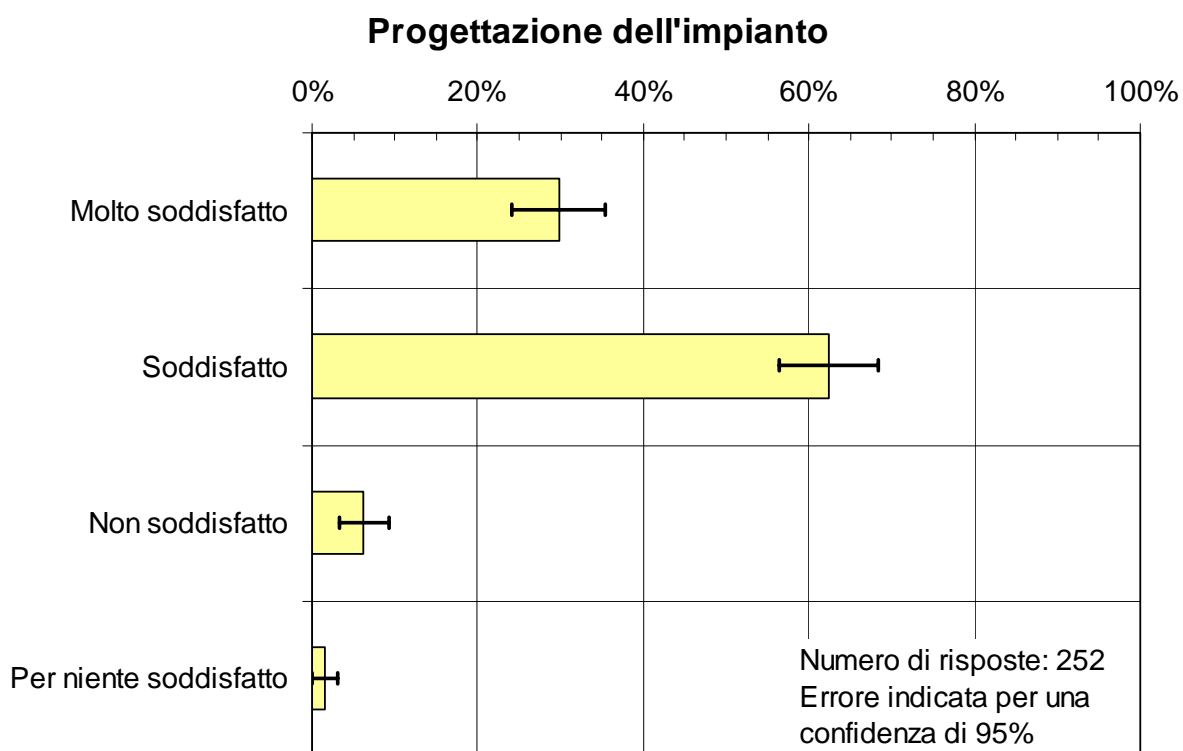 Progettazione dell'impianto
0% 20% 40% 60% 80% 100%
Molto soddisfatto
Soddisfatto
Non soddisfatto
Per niente soddisfatto
Numero di risposte: 252
Errore indicata per una
confidenza di 95%